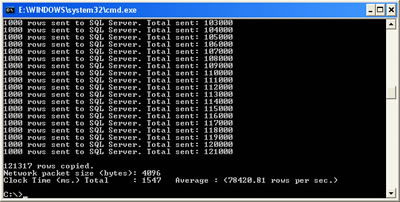 E:\WINDOWS\system32\cmd.exe
1000 rows sent to SQL Server. Total sent: 103000
1000 rows sent to SQL Server. Total sent: 104000
1000 rows sent to SQL Server. Total sent: 105000
1000 rows sent to SQL Server. Total sent: 106000
1000 rows sent to SQL Server. Total sent: 107000
1000 rows sent to SQL Server. Total sent: 108000
1000 rows sent to SQL Server. Total sent: 109000
1000 rows sent to SQL Server. Total sent: 110000
1000 rows sent to SQL Server. Total sent: 111000
1000 rows sent to SQL Server. Total sent: 112000
1000 rows sent to SQL Server. Total sent: 113000
1000 rows sent to SQL Server. Total sent: 114000
1000 rows sent to SQL Server. Total sent: 115000
1000 rows sent to SQL Server. Total sent: 116000
1000 rows sent to SQL Server. Total sent: 117000
1000 rows sent to SQL Server. Total sent: 118000
1000 rows sent to SQL Server. Total sent: 119000
1000 rows sent to SQL Server. Total sent: 120000
1000 rows sent to SQL Server. Total sent: 121000
121317 rows copied.
Network packet size (bytes): 4096
Clock Time (ms.) Total : 1547 Average : (78420.81 rows per sec.)
C:\>_